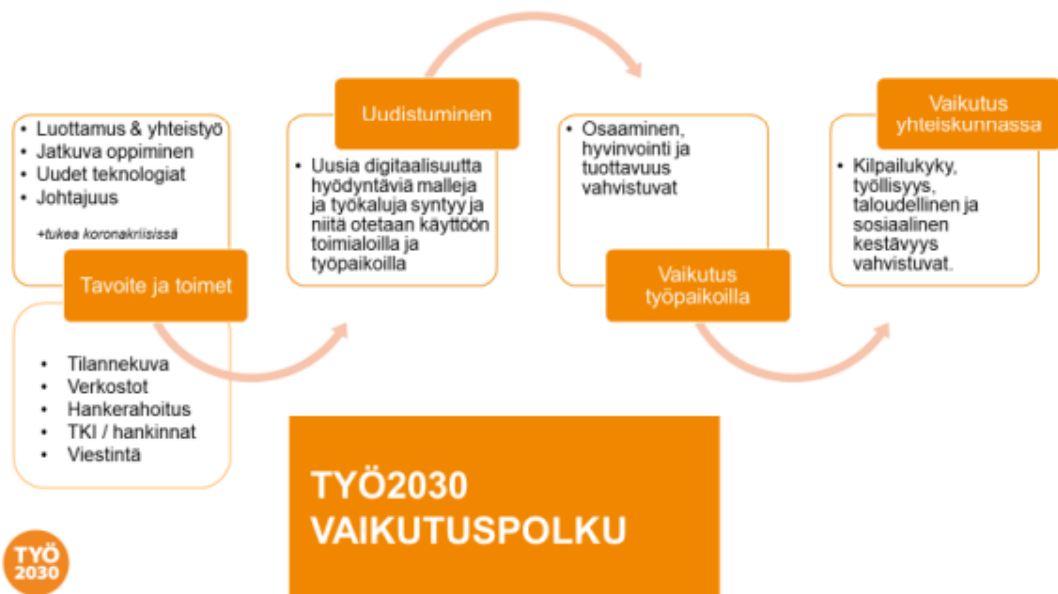 • Luottamus & yhteistyö
• Jatkuva oppiminen
• Uudet teknologiat
• Johtajuus
+tukea koronakriisissä
Tavoite ja toimet
• Tilannekuva
• Verkostot
• Hankerahoitus
• TKI / hankinnat
• Viestintä
Uudistuminen
• Uusia digitaalisuutta
hyödyntäviä malleja
ja työkaluja syntyy ja
niitä otetaan käyttöön
toimialoilla ja
työpaikoilla
• Osaaminen,
hyvinvointi ja
tuottavuus
vahvistuvat
Vaikutus
työpaikoilla
Vaikutus
yhteiskunnassa
• Kilpailukyky,
työllisyys,
taloudellinen ja
sosiaalinen
kestävyys
vahvistuvat.
TYÖ2030
VAIKUTUSPOLKU
TYÖ
2030